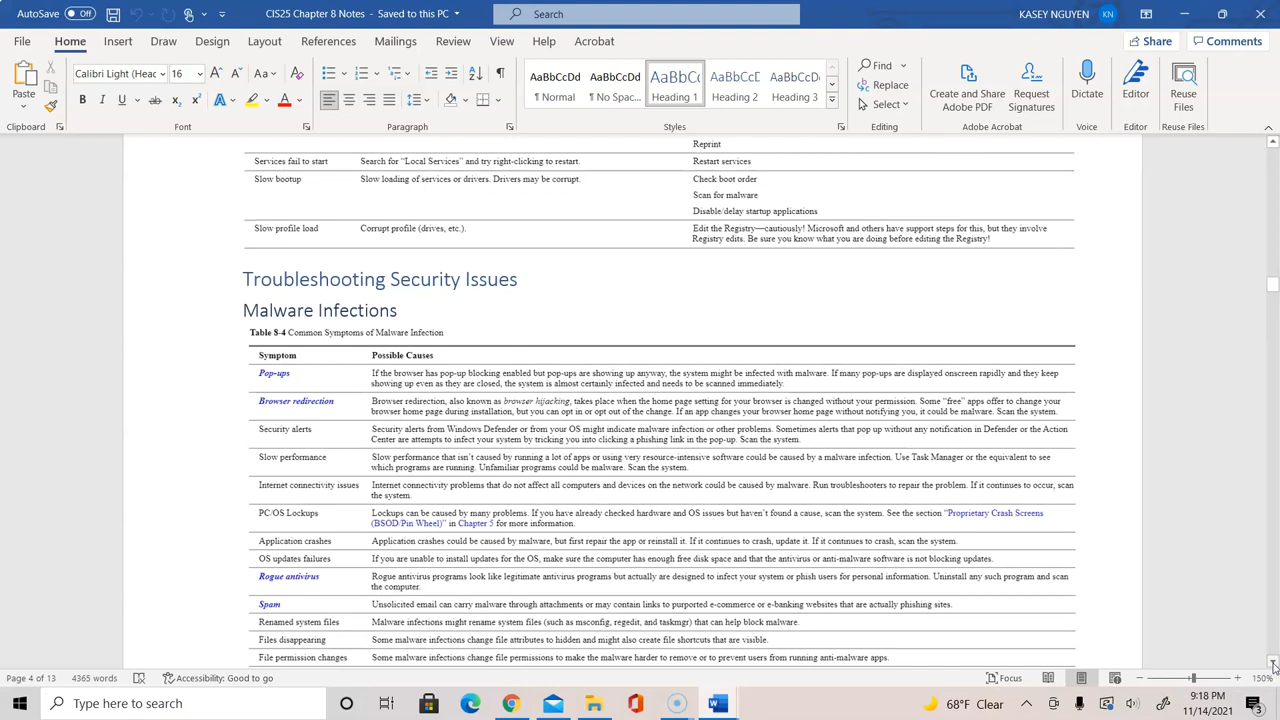 AutoSave
Off
Search
KASEY NGUYEN
KN
File
Home
Insert
Draw
Design
Layout
References
Mailings
Review
View
Help
Acrobat
Share
Comments
Paste
Calibri Light (Head
16
AaBbCcDd
¶ Normal
AaBbCcDd
¶ No Spac...
AaBbC
Heading 1
AaBbCcD
Heading 2
AaBbCcD
Heading 3
Find
Replace
Select
Create and Share
Adobe PDF
Request
Signatures
Dictate
Editor
Reuse
Files
Clipboard
Font
Paragraph
Styles
Editing
Adobe Acrobat
Voice
Editor
Reuse Files
Reprint
Services fail to start Search for “Local Services” and try right-clicking to restart. Restart services
Slow bootup Slow loading of services or drivers. Drivers may be corrupt. Check boot order
Scan for malware
Disable/delay startup applications
Slow profile load Corrupt profile (drives, etc.). Edit the Registry—cautiously! Microsoft and others have support steps for this, but they involve
Registry edits. Be sure you know what you are doing before editing the Registry!
Troubleshooting Security Issues
Malware Infections
Table 8-4 Common Symptoms of Malware Infection
Symptom Possible Causes
Pop-ups If the browser has pop-up blocking enabled but pop-ups are showing up anyway, the system might be infected with malware. If many pop-ups are displayed onscreen rapidly and they keep
showing up even as they are closed, the system is almost certainly infected and needs to be scanned immediately.
Browser redirection Browser redirection, also known as browser hijacking, takes place when the home page setting for your browser is changed without your permission. Some “free” apps offer to change your
browser home page during installation, but you can opt in or opt out of the change. If an app changes your browser home page without notifying you, it could be malware. Scan the system.
Security alerts Security alerts from Windows Defender or from your OS might indicate malware infection or other problems. Sometimes alerts that pop up without any notification in Defender or the Action
Center are attempts to infect your system by tricking you into clicking a phishing link in the pop-up. Scan the system.
Slow performance Slow performance that isn’t caused by running a lot of apps or using very resource-intensive software could be caused by a malware infection. Use Task Manager or the equivalent to see
which programs are running. Unfamiliar programs could be malware. Scan the system.
Internet connectivity issues Internet connectivity problems that do not affect all computers and devices on the network could be caused by malware. Run troubleshooters to repair the problem. If it continues to occur, scan
the system.
PC/OS Lockups Lockups can be caused by many problems. If you have already checked hardware and OS issues but haven’t found a cause, scan the system. See the section “Proprietary Crash Screens
(BSOD/Pin Wheel)” in Chapter 5 for more information.
Application crashes Application crashes could be caused by malware, but first repair the app or reinstall it. If it continues to crash, update it. If it continues to crash, scan the system.
OS updates failures If you are unable to install updates for the OS, make sure the computer has enough free disk space and that the antivirus or anti-malware software is not blocking updates.
Rogue antivirus Rogue antivirus programs look like legitimate antivirus programs but actually are designed to infect your system or phish users for personal information. Uninstall any such program and scan
the computer.
Spam Unsolicited email can carry malware through attachments or may contain links to purported e-commerce or e-banking websites that are actually phishing sites.
Renamed system files Malware infections might rename system files (such as msconfig, regedit, and taskmgr) that can help block malware.
Files disappearing Some malware infections change file attributes to hidden and might also create file shortcuts that are visible.
File permission changes Some malware infections change file permissions to make the malware harder to remove or to prevent users from running anti-malware apps.
Page 4 of 13
4365 words
Accessibility: Good to go
Focus
150%
Type here to search
68°F Clear
9:18 PM
11/14/2021
3